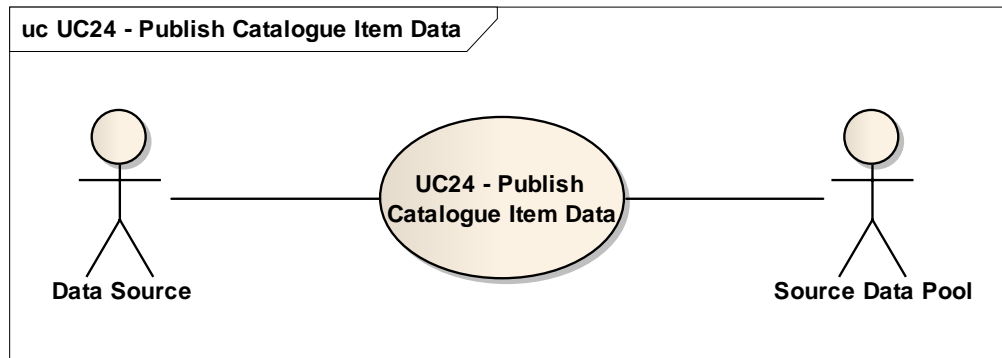 uc UC24 - Publish Catalogue Item Data
UC24 - Publish
Catalogue Item Data
Data Source
Source Data Pool